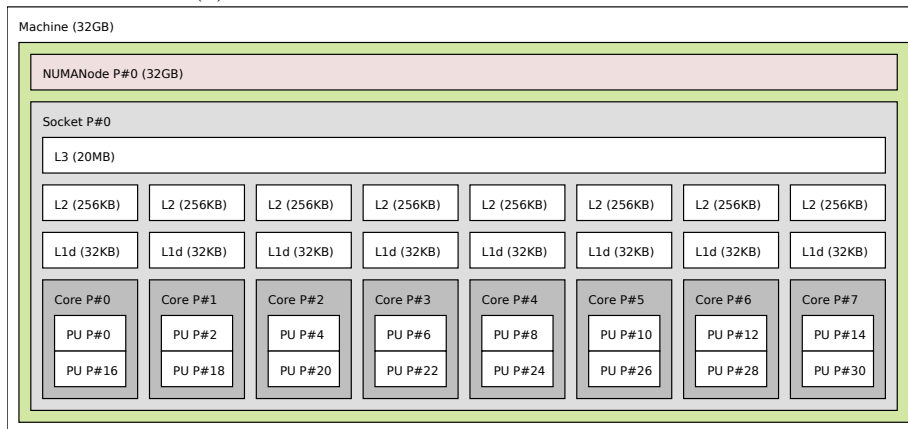 Machine (32GB)
NUMANode P#0 (32GB)
Socket P#0
L3 (20MB)
L2 (256KB) L2 (256KB) L2 (256KB) L2 (256KB) L2 (256KB) L2 (256KB) L2 (256KB) L2 (256KB)
L1d (32KB) L1d (32KB) L1d (32KB) L1d (32KB) L1d (32KB) L1d (32KB) L1d (32KB) L1d (32KB)
Core P#0 Core P#1 Core P#2 Core P#3 Core P#4 Core P#5 Core P#6 Core P#7
PU P#0 PU P#2 PU P#4 PU P#6 PU P#8 PU P#10 PU P#12 PU P#14
PU P#16 PU P#18 PU P#20 PU P#22 PU P#24 PU P#26 PU P#28 PU P#30